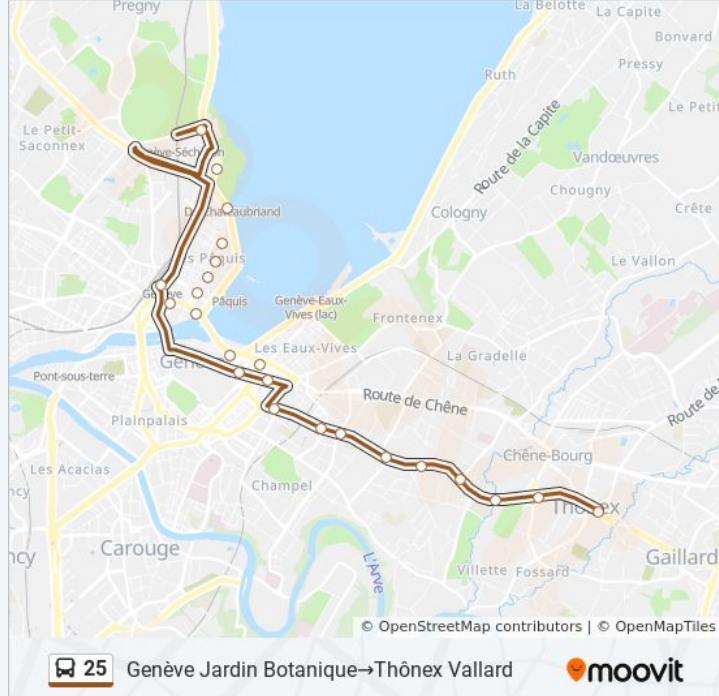 Pregny
La Belotte
La Capite
Bonvard
Pressy
Ruth
Le Petit-
Saconnex
Le Petit
Route de la Capite
Vandœuvres
Chougny
Crête
Cologny
Le Vallon
Pâquis
Genève-Eaux-
Vives (lac)
Frontenex
Les Eaux-Vives
La Gradelle
Pont-sous-terre
Route de Chêne
Route de
Plainpalais
Chêne-Bourg
Les Acacias
Champel
Thônex
Carouge
L'Arve
Villette
Fossard
Gaillard
© OpenStreetMap contributors | © OpenMapTiles
25 Genève Jardin Botanique→Thônex Vallard moovit